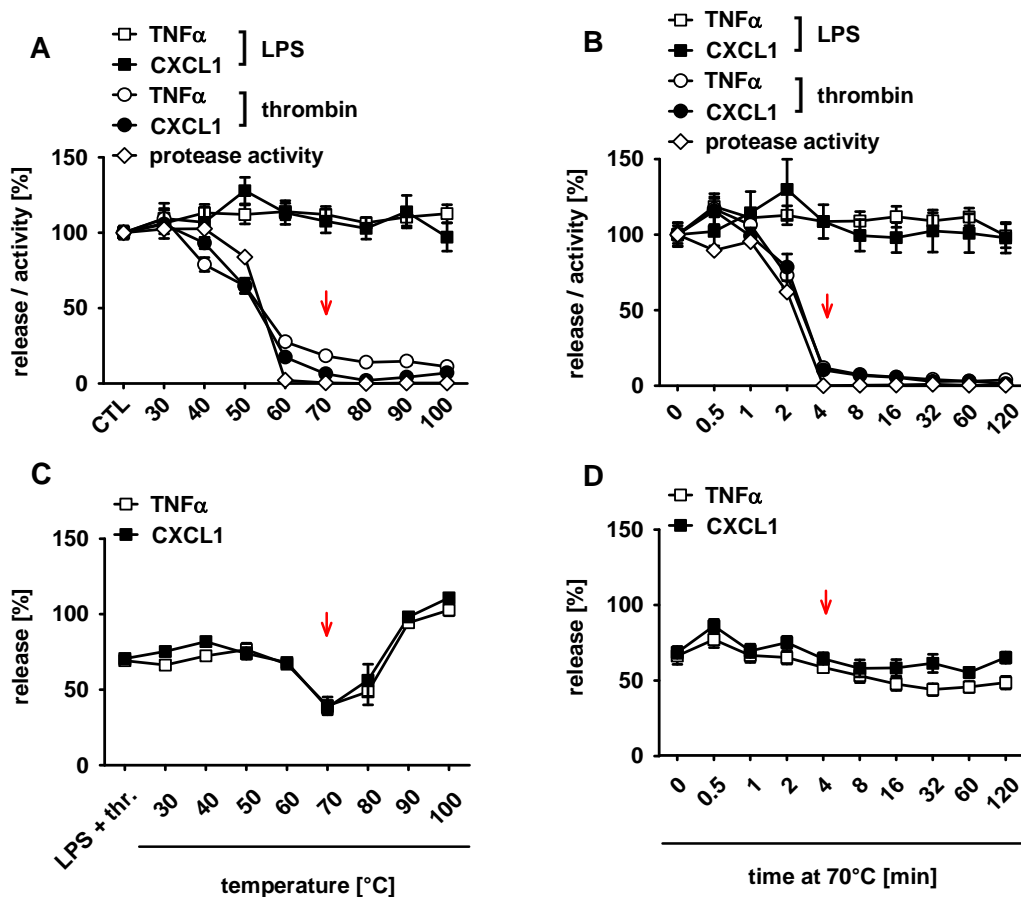 A
TNFα
CXCL1
LPS
TNFα
CXCL1
thrombin
protease activity
release / activity [%]
150
100
50
0
CTL 30 40 50 60 70 80 90 100
B
TNFα
CXCL1
LPS
TNFα
CXCL1
thrombin
protease activity
release / activity [%]
150
100
50
0
0 0.5 1 2 4 8 16 32 60 120
C
TNFα
CXCL1
release [%]
150
100
50
0
LPS + thr. 30 40 50 60 70 80 90 100
temperature [°C]
D
TNFα
CXCL1
release [%]
150
100
50
0
0 0.5 1 2 4 8 16 32 60 120
time at 70°C [min]